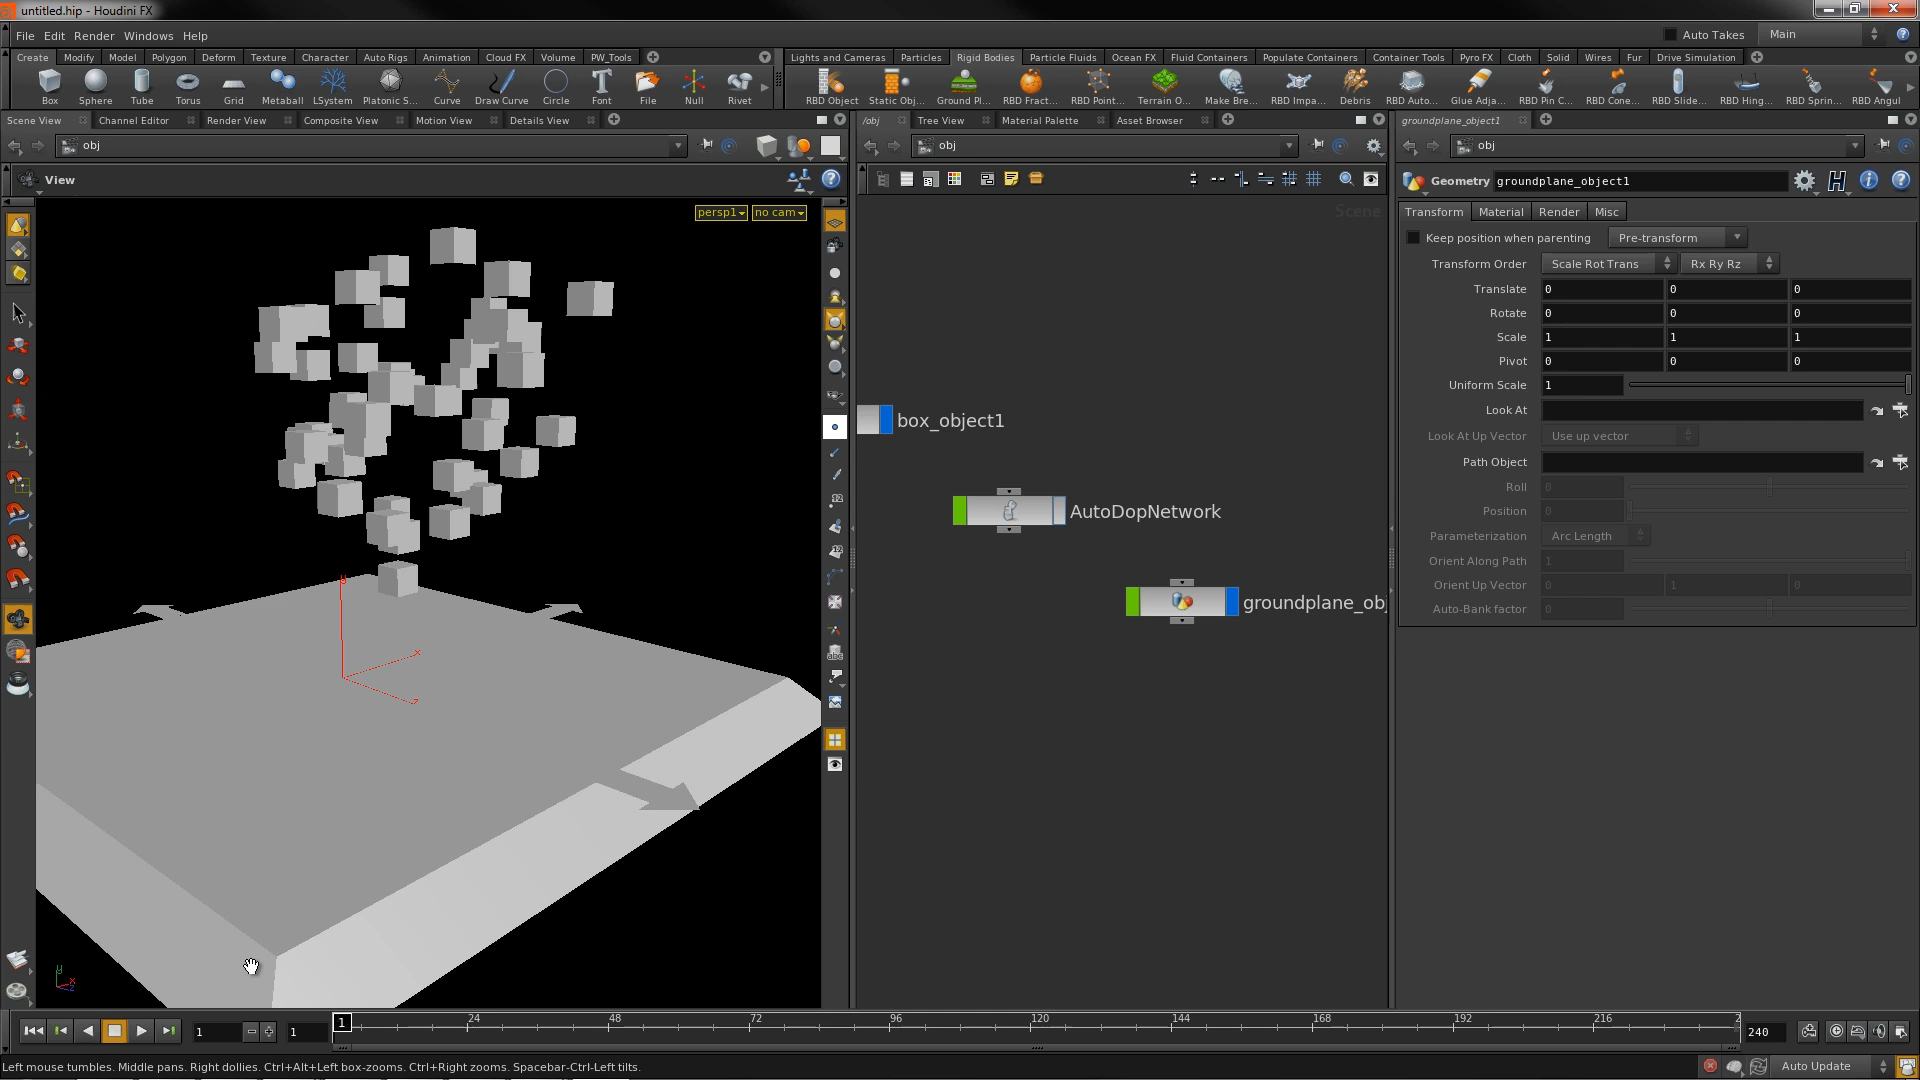 untitled.hip - Houdini FX
File Edit Render Windows Help
Auto Takes Main
Create Modify Model Polygon Deform Texture Character Auto Rigs Animation Cloud FX Volume PW_Tools
Lights and Cameras Particles Rigid Bodies Particle Fluids Ocean FX Fluid Containers Populate Containers Container Tools Pyro FX Cloth Solid Wires Fur Drive Simulation
Box Sphere Tube Torus Grid Metaball LSystem Platonic S... Curve Draw Curve Circle Font File Null Rivet
RBD Object Static Obj... Ground Pl... RBD Fract... RBD Point... Terrain O... Make Bre... RBD Impa... Debris RBD Auto... Glue Adja... RBD Pin C... RBD Cone... RBD Slide... RBD Hing... RBD Sprin... RBD Angul
Scene View Channel Editor Render View Composite View Motion View Details View
/obj Tree View Material Palette Asset Browser
groundplane_object1
obj
obj
obj
View
persp1 no cam
Scene
box_object1
AutoDopNetwork
groundplane_obj
Geometry groundplane_object1
Transform Material Render Misc
Keep position when parenting Pre-transform
Transform Order Scale Rot Trans Rx Ry Rz
Translate 0 0 0
Rotate 0 0 0
Scale 1 1 1
Pivot 0 0 0
Uniform Scale 1
Look At
Look At Up Vector Use up vector
Path Object
Roll 0
Position 0
Parameterization Arc Length
Orient Along Path 1
Orient Up Vector 0 1 0
Auto-Bank factor 0
1 1 1 24 48 72 96 120 144 168 192 216 2 240
Left mouse tumbles. Middle pans. Right dollies. Ctrl+Alt+Left box-zooms. Ctrl+Right zooms. Spacebar-Ctrl-Left tilts.
Auto Update